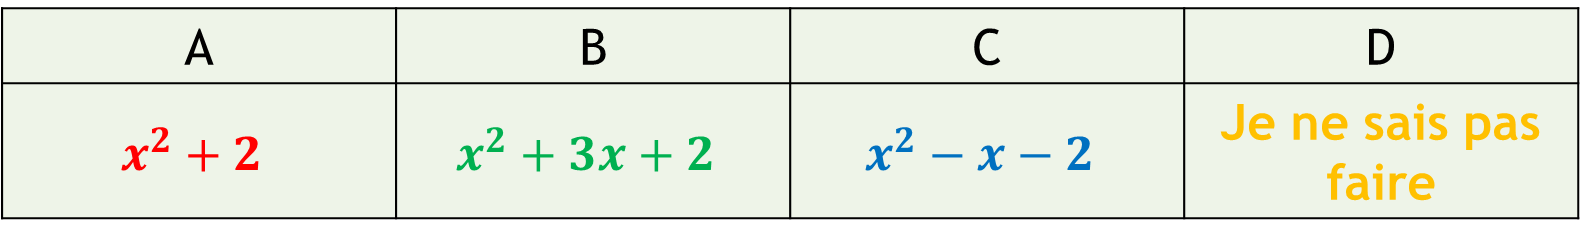 A B C D
x² + 2 x² + 3x + 2 x² − x − 2 Je ne sais pas
faire